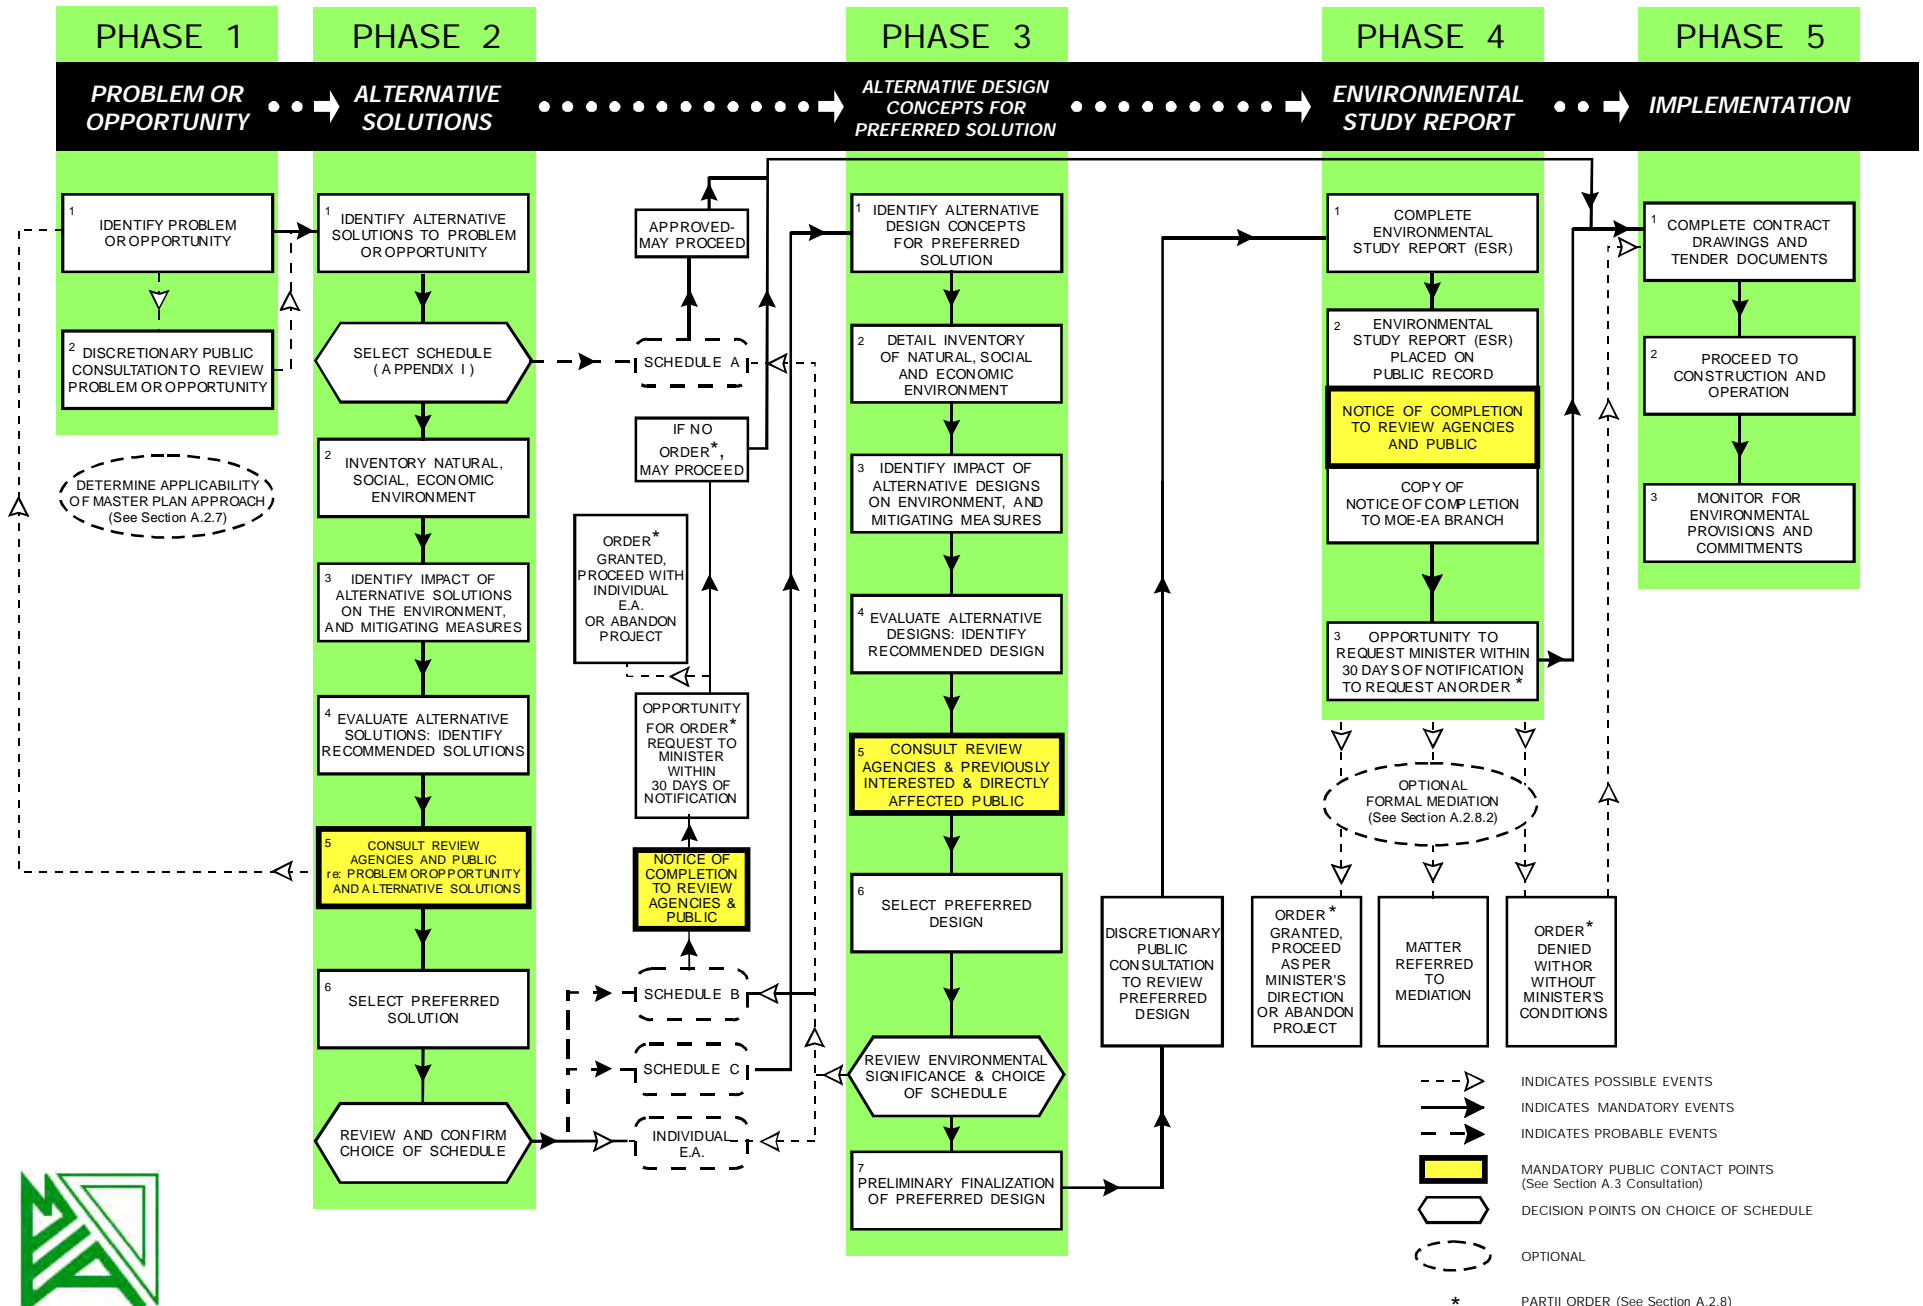 PHASE 1
PHASE 2
PHASE 3
PHASE 4
PHASE 5
PROBLEM OR
OPPORTUNITY
ALTERNATIVE
SOLUTIONS
ALTERNATIVE DESIGN
CONCEPTS FOR
PREFERRED SOLUTION
ENVIRONMENTAL
STUDY REPORT
IMPLEMENTATION
1
IDENTIFY PROBLEM
OR OPPORTUNITY
2
DISCRETIONARY PUBLIC
CONSULTATION TO REVIEW
PROBLEM OR OPPORTUNITY
DETERMINE APPLICABILITY
OF MASTER PLAN APPROACH
(See Section A.2.7)
1
IDENTIFY ALTERNATIVE
SOLUTIONS TO PROBLEM
OR OPPORTUNITY
SELECT SCHEDULE
( APPENDIX I )
2
INVENTORY NATURAL,
SOCIAL, ECONOMIC
ENVIRONMENT
3
IDENTIFY IMPACT OF
ALTERNATIVE SOLUTIONS
ON THE ENVIRONMENT,
AND MITIGATING MEASURES
4
EVALUATE ALTERNATIVE
SOLUTIONS: IDENTIFY
RECOMMENDED SOLUTIONS
5
CONSULT REVIEW
AGENCIES AND PUBLIC
re: PROBLEM OR OPPORTUNITY
AND ALTERNATIVE SOLUTIONS
6
SELECT PREFERRED
SOLUTION
REVIEW AND CONFIRM
CHOICE OF SCHEDULE
APPROVED-
MAY PROCEED
SCHEDULE A
IF NO
ORDER*,
MAY PROCEED
ORDER*
GRANTED,
PROCEED WITH
INDIVIDUAL
E.A.
OR ABANDON
PROJECT
OPPORTUNITY
FOR ORDER*
REQUEST TO
MINISTER
WITHIN
30 DAYS OF
NOTIFICATION
NOTICE OF
COMPLETION
TO REVIEW
AGENCIES &
PUBLIC
SCHEDULE B
SCHEDULE C
INDIVIDUAL
E.A.
1
IDENTIFY ALTERNATIVE
DESIGN CONCEPTS
FOR PREFERRED
SOLUTION
2
DETAIL INVENTORY
OF NATURAL, SOCIAL
AND ECONOMIC
ENVIRONMENT
3
IDENTIFY IMPACT OF
ALTERNATIVE DESIGNS
ON ENVIRONMENT, AND
MITIGATING MEASURES
4
EVALUATE ALTERNATIVE
DESIGNS: IDENTIFY
RECOMMENDED DESIGN
5
CONSULT REVIEW
AGENCIES & PREVIOUSLY
INTERESTED & DIRECTLY
AFFECTED PUBLIC
6
SELECT PREFERRED
DESIGN
REVIEW ENVIRONMENTAL
SIGNIFICANCE & CHOICE
OF SCHEDULE
7
PRELIMINARY FINALIZATION
OF PREFERRED DESIGN
DISCRETIONARY
PUBLIC
CONSULTATION
TO REVIEW
PREFERRED
DESIGN
1
COMPLETE
ENVIRONMENTAL
STUDY REPORT (ESR)
2
ENVIRONMENTAL
STUDY REPORT (ESR)
PLACED ON
PUBLIC RECORD
NOTICE OF COMPLETION
TO REVIEW AGENCIES
AND PUBLIC
COPY OF
NOTICE OF COMPLETION
TO MOE-EA BRANCH
3
OPPORTUNITY TO
REQUEST MINISTER WITHIN
30 DAYS OF NOTIFICATION
TO REQUEST AN ORDER *
OPTIONAL
FORMAL MEDIATION
(See Section A.2.8.2)
ORDER*
GRANTED,
PROCEED
AS PER
MINISTER'S
DIRECTION
OR ABANDON
PROJECT
MATTER
REFERRED
TO
MEDIATION
ORDER*
DENIED
WITH OR
WITHOUT
MINISTER'S
CONDITIONS
1
COMPLETE CONTRACT
DRAWINGS AND
TENDER DOCUMENTS
2
PROCEED TO
CONSTRUCTION AND
OPERATION
3
MONITOR FOR
ENVIRONMENTAL
PROVISIONS AND
COMMITMENTS
INDICATES POSSIBLE EVENTS
INDICATES MANDATORY EVENTS
INDICATES PROBABLE EVENTS
MANDATORY PUBLIC CONTACT POINTS
(See Section A.3 Consultation)
DECISION POINTS ON CHOICE OF SCHEDULE
OPTIONAL
* PART II ORDER (See Section A.2.8)
MEA